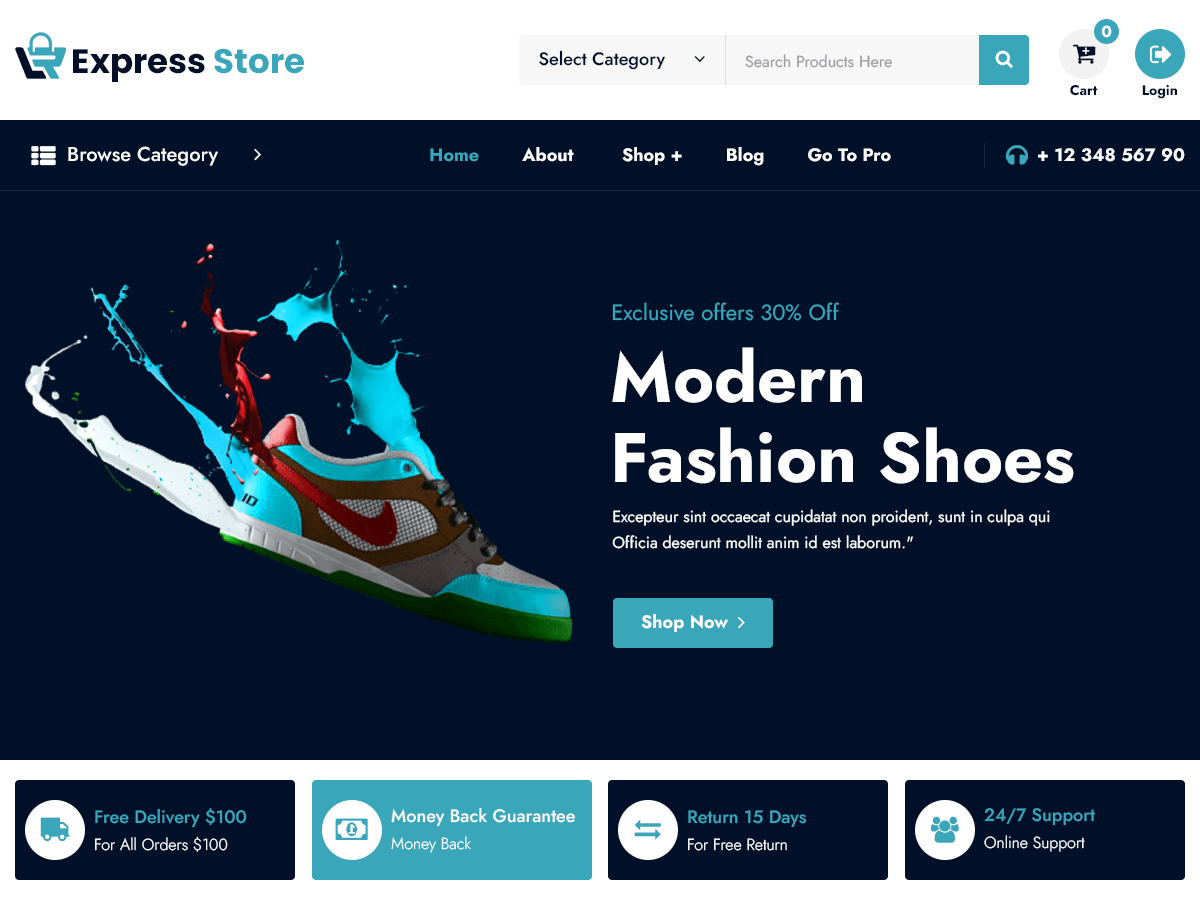 Express Store
Select Category
Search Products Here
0
Cart
Login
Browse Category
Home About Shop + Blog Go To Pro
+ 12 348 567 90
Exclusive offers 30% Off
Modern
Fashion Shoes
Excepteur sint occaecat cupidatat non proident, sunt in culpa qui
Officia deserunt mollit anim id est laborum."
Shop Now
ID
Free Delivery $100
For All Orders $100
Money Back Guarantee
Money Back
Return 15 Days
For Free Return
24/7 Support
Online Support